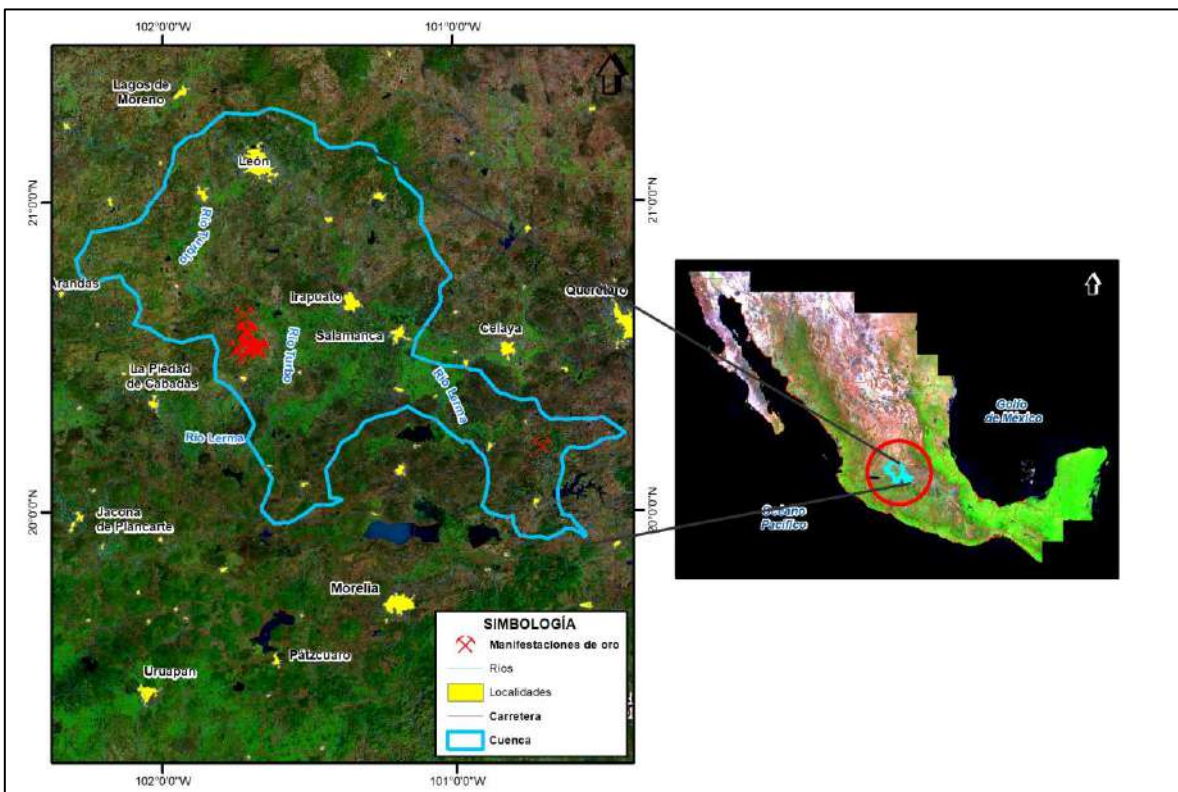 102°0'0"W
101°0'0"W
Lagos de
Moreno
León
21°0'0"N
21°0'0"N
Río Turbio
Arandas
Irapuato
Querétaro
Salamanca
Celaya
Río Turbo
La Piedad
de Cabadas
Río Lerma
Río Lerma
20°0'0"N
20°0'0"N
Jacona
de Plancarte
Morelia
Pátzcuaro
Uruapan
SIMBOLOGÍA
Manifestaciones de oro
Ríos
Localidades
Carretera
Cuenca
102°0'0"W
101°0'0"W
Golfo
de México
Océano
Pacífico